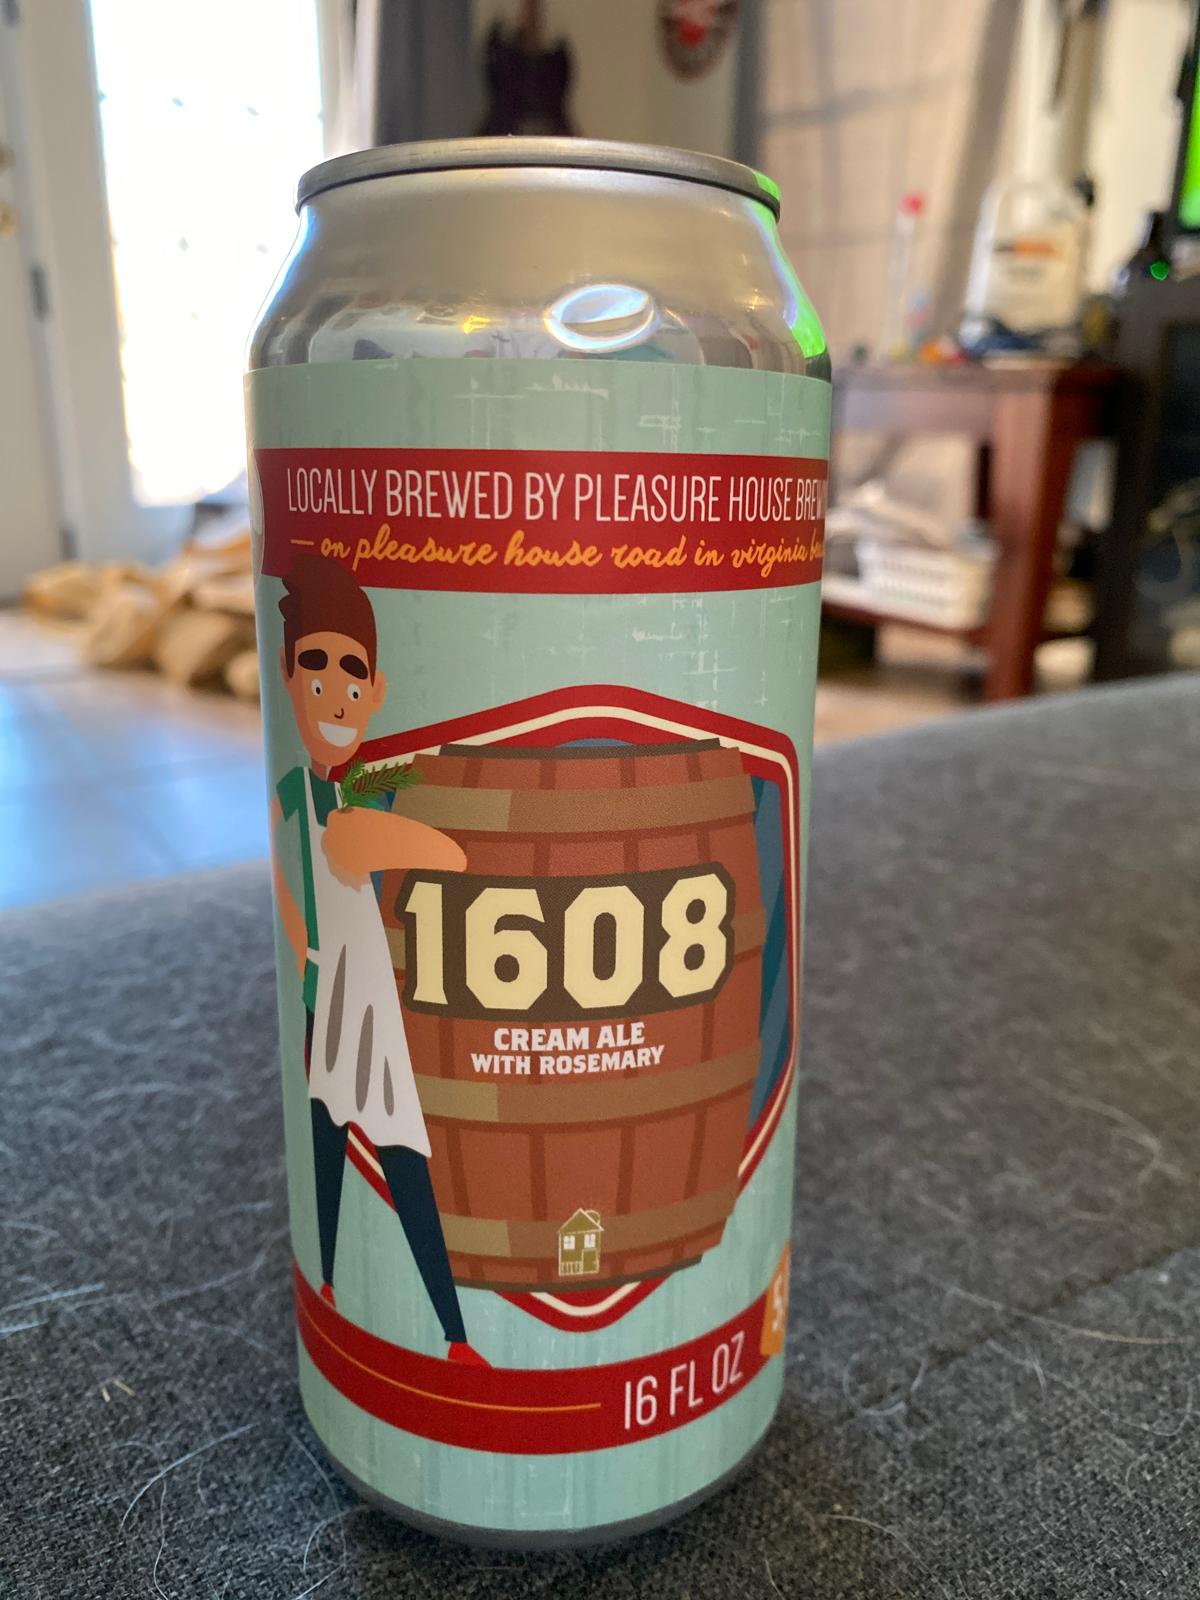 LOCALLY BREWED BY PLEASURE HOUSE
on pleasure house road in virginia
1608
CREAM ALE
WITH ROSEMARY
16 FL OZ